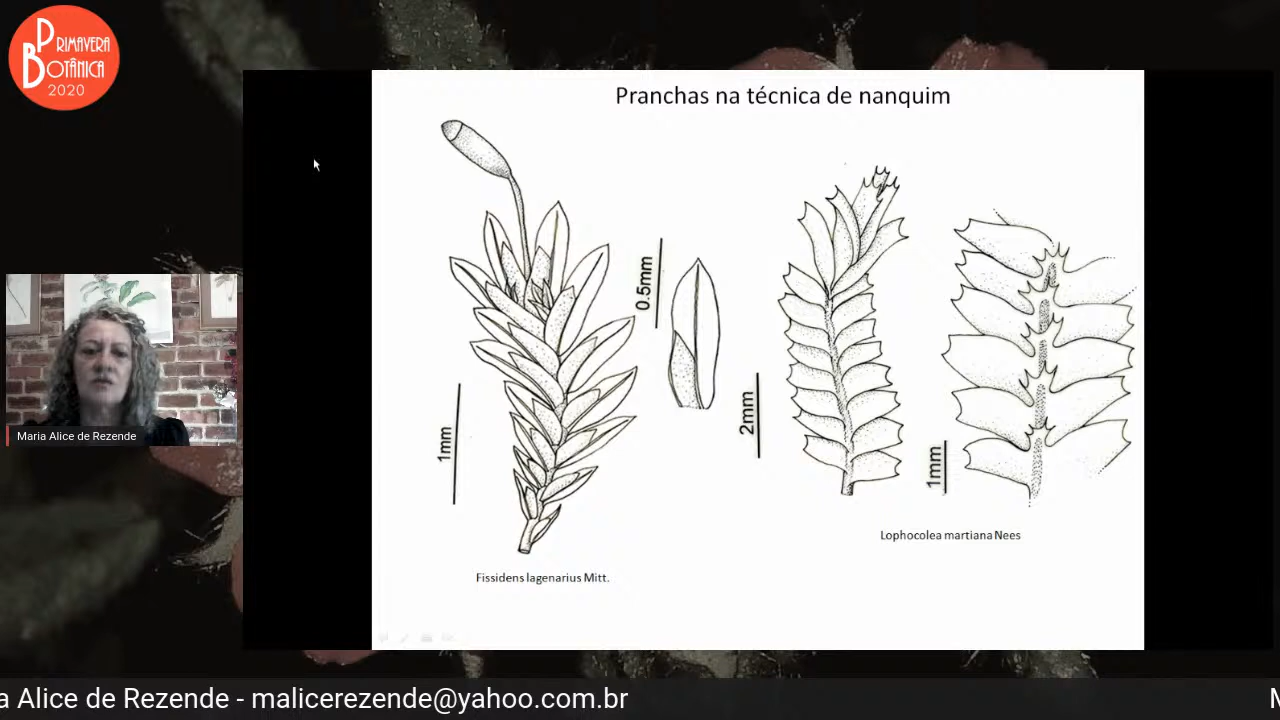 PRIMAVERA
BOTÂNICA
2020
Pranchas na técnica de nanquim
0.5mm
1mm
2mm
1mm
Lophocolea martiana Nees
Fissidens lagenarius Mitt.
Maria Alice de Rezende
a Alice de Rezende - malicerezende@yahoo.com.br
M